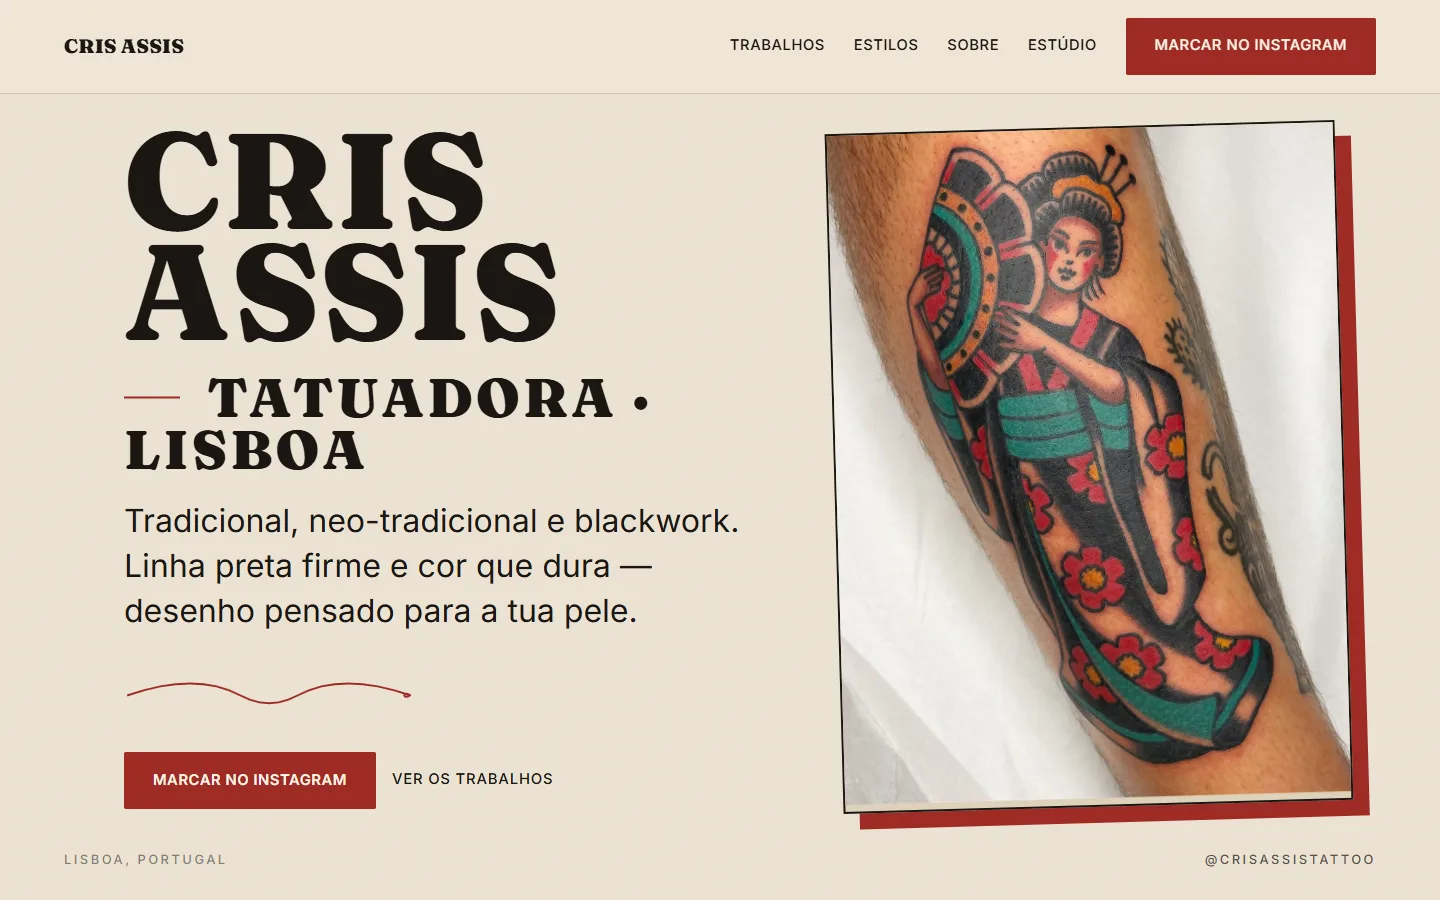 CRIS ASSIS
TRABALHOS ESTILOS SOBRE ESTÚDIO MARCAR NO INSTAGRAM
CRIS
ASSIS
— TATUADORA •
LISBOA
Tradicional, neo-tradicional e blackwork.
Linha preta firme e cor que dura —
desenho pensado para a tua pele.
MARCAR NO INSTAGRAM VER OS TRABALHOS
LISBOA, PORTUGAL @CRISASSISTATTOO